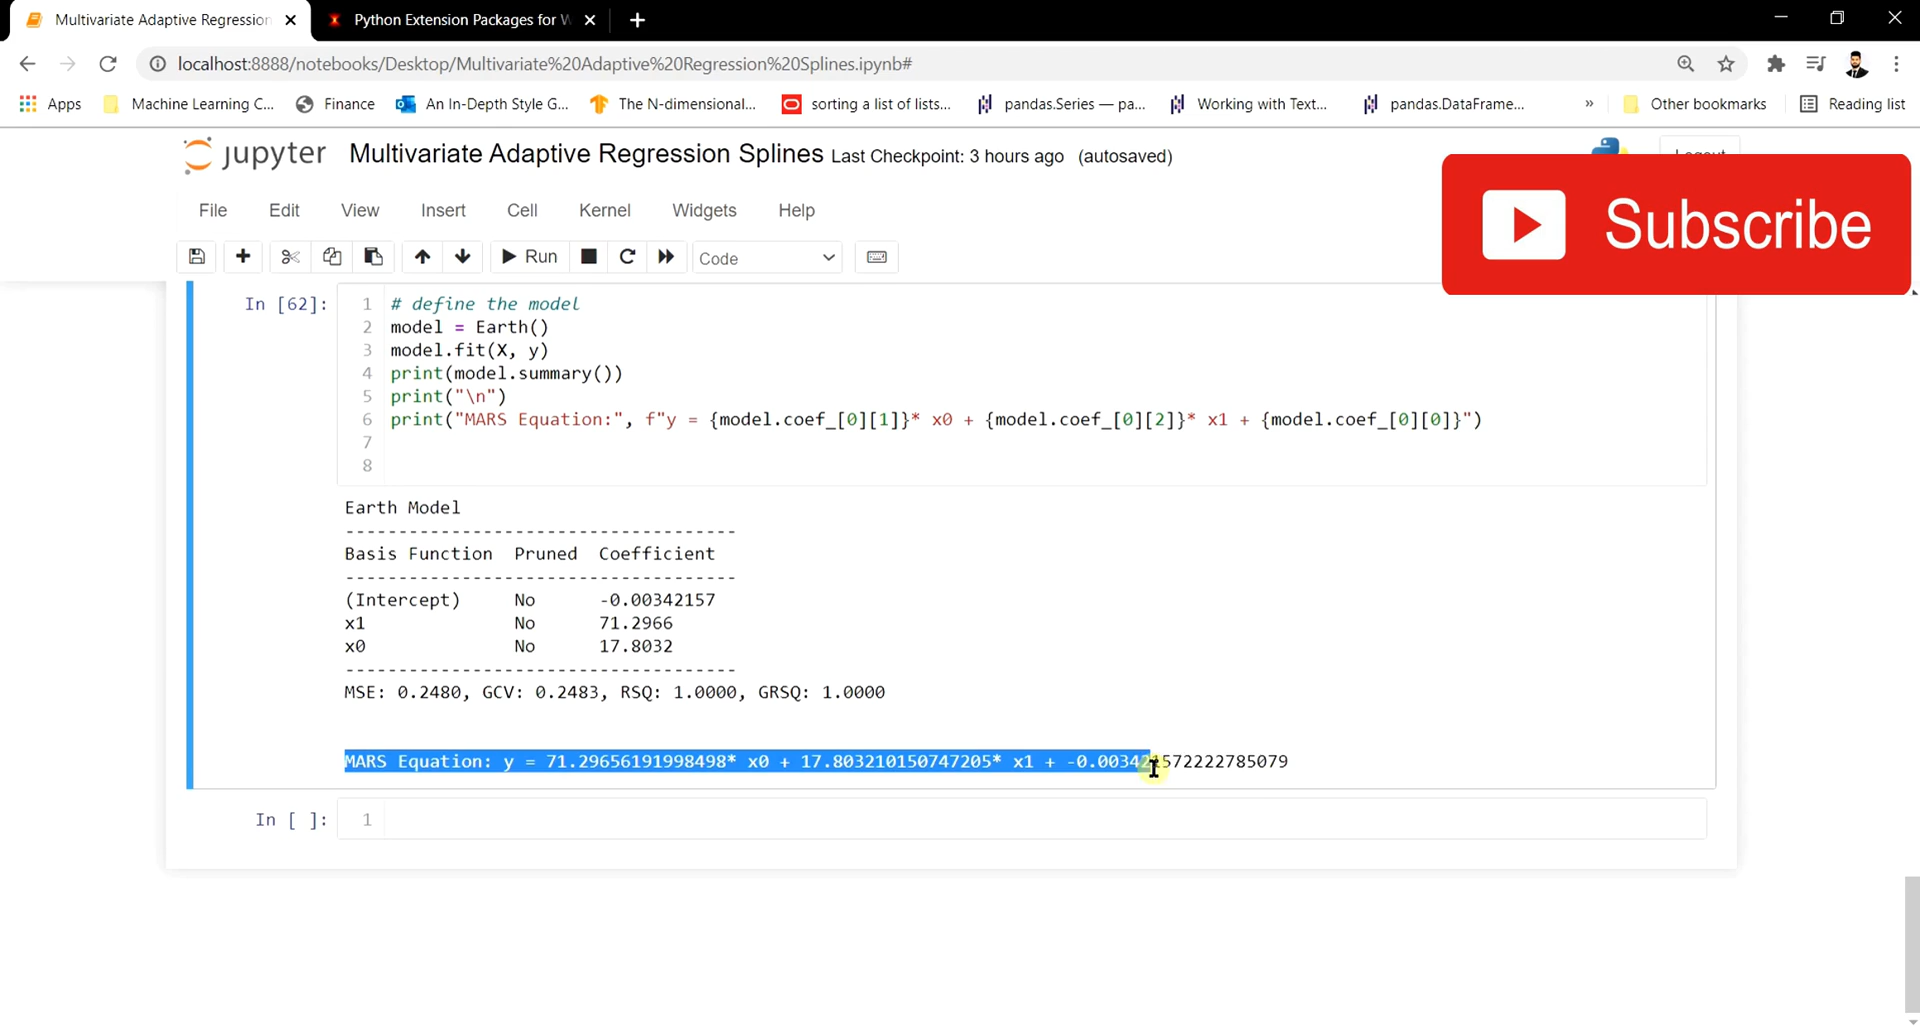 Multivariate Adaptive Regression
Python Extension Packages for W
localhost:8888/notebooks/Desktop/Multivariate%20Adaptive%20Regression%20Splines.ipynb#
Apps Machine Learning C... Finance An In-Depth Style G... The N-dimensional... sorting a list of lists... pandas.Series — pa... Working with Text... pandas.DataFrame... » Other bookmarks Reading list
jupyter Multivariate Adaptive Regression Splines Last Checkpoint: 3 hours ago (autosaved)
Subscribe
File Edit View Insert Cell Kernel Widgets Help
Run Code
In [62]:
1 # define the model
2 model = Earth()
3 model.fit(X, y)
4 print(model.summary())
5 print("\n")
6 print("MARS Equation:", f"y = {model.coef_[0][1]}* x0 + {model.coef_[0][2]}* x1 + {model.coef_[0][0]}")
7
8
Earth Model
-------------------------------------
Basis Function Pruned Coefficient
-------------------------------------
(Intercept) No -0.00342157
x1 No 71.2966
x0 No 17.8032
-------------------------------------
MSE: 0.2480, GCV: 0.2483, RSQ: 1.0000, GRSQ: 1.0000
MARS Equation: y = 71.29656191998498* x0 + 17.803210150747205* x1 + -0.003421572222785079
In [ ]: 1